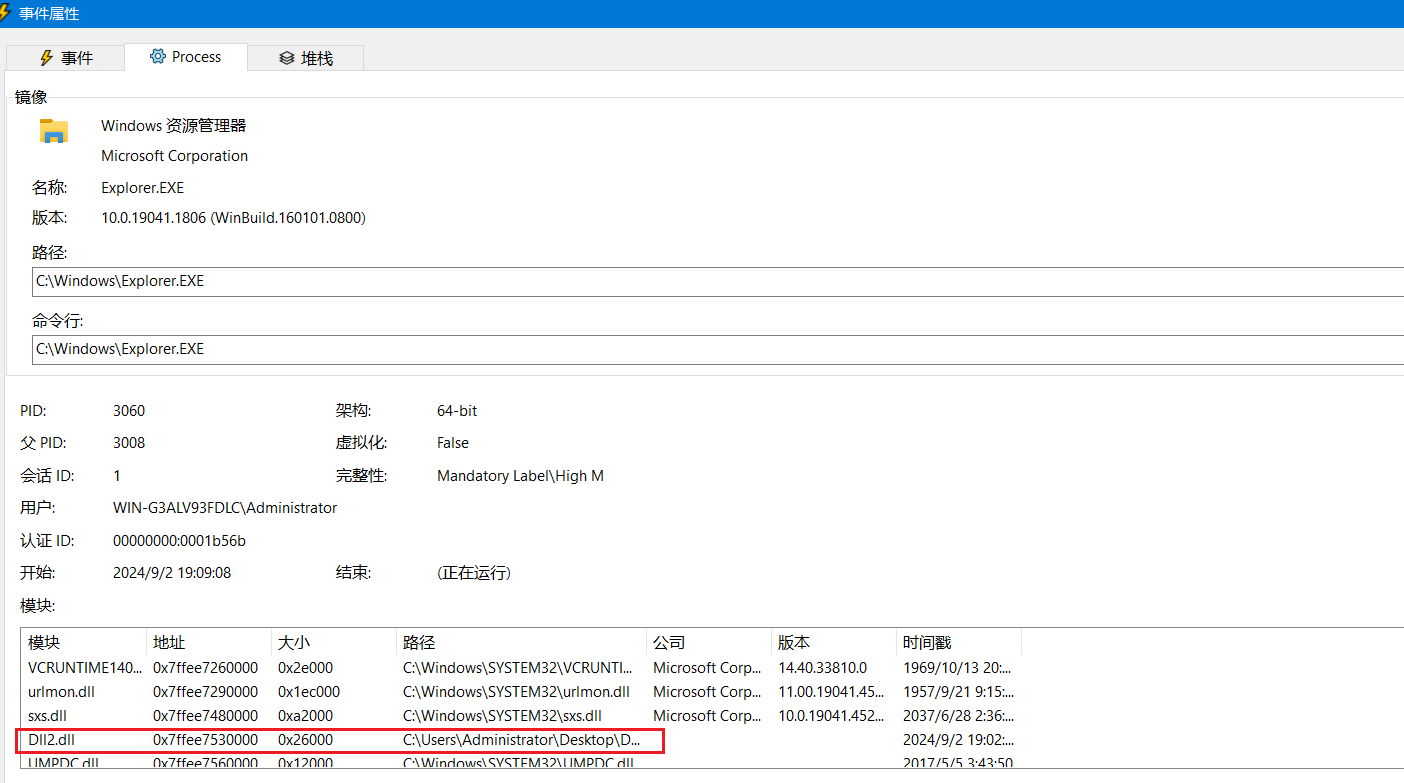 事件属性
事件 Process 堆栈
镜像
Windows 资源管理器
Microsoft Corporation
名称: Explorer.EXE
版本: 10.0.19041.1806 (WinBuild.160101.0800)
路径:
C:\Windows\Explorer.EXE
命令行:
C:\Windows\Explorer.EXE
PID: 3060 架构: 64-bit
父 PID: 3008 虚拟化: False
会话 ID: 1 完整性: Mandatory Label\High M
用户: WIN-G3ALV93FDLC\Administrator
认证 ID: 00000000:0001b56b
开始: 2024/9/2 19:09:08 结束: (正在运行)
模块:
模块 地址 大小 路径 公司 版本 时间戳
VCRUNTIME140... 0x7ffee7260000 0x2e000 C:\Windows\SYSTEM32\VCRUNTI... Microsoft Corp... 14.40.33810.0 1969/10/13 20:...
urlmon.dll 0x7ffee7290000 0x1ec000 C:\Windows\SYSTEM32\urlmon.dll Microsoft Corp... 11.00.19041.45... 1957/9/21 9:15:...
sxs.dll 0x7ffee7480000 0xa2000 C:\Windows\SYSTEM32\sxs.dll Microsoft Corp... 10.0.19041.452... 2037/6/28 2:36:...
Dll2.dll 0x7ffee7530000 0x26000 C:\Users\Administrator\Desktop\D... 2024/9/2 19:02:...
UMPDC.dll 0x7ffee7560000 0x12000 C:\Windows\SYSTEM32\UMPDC.dll 2017/5/5 3:43:50